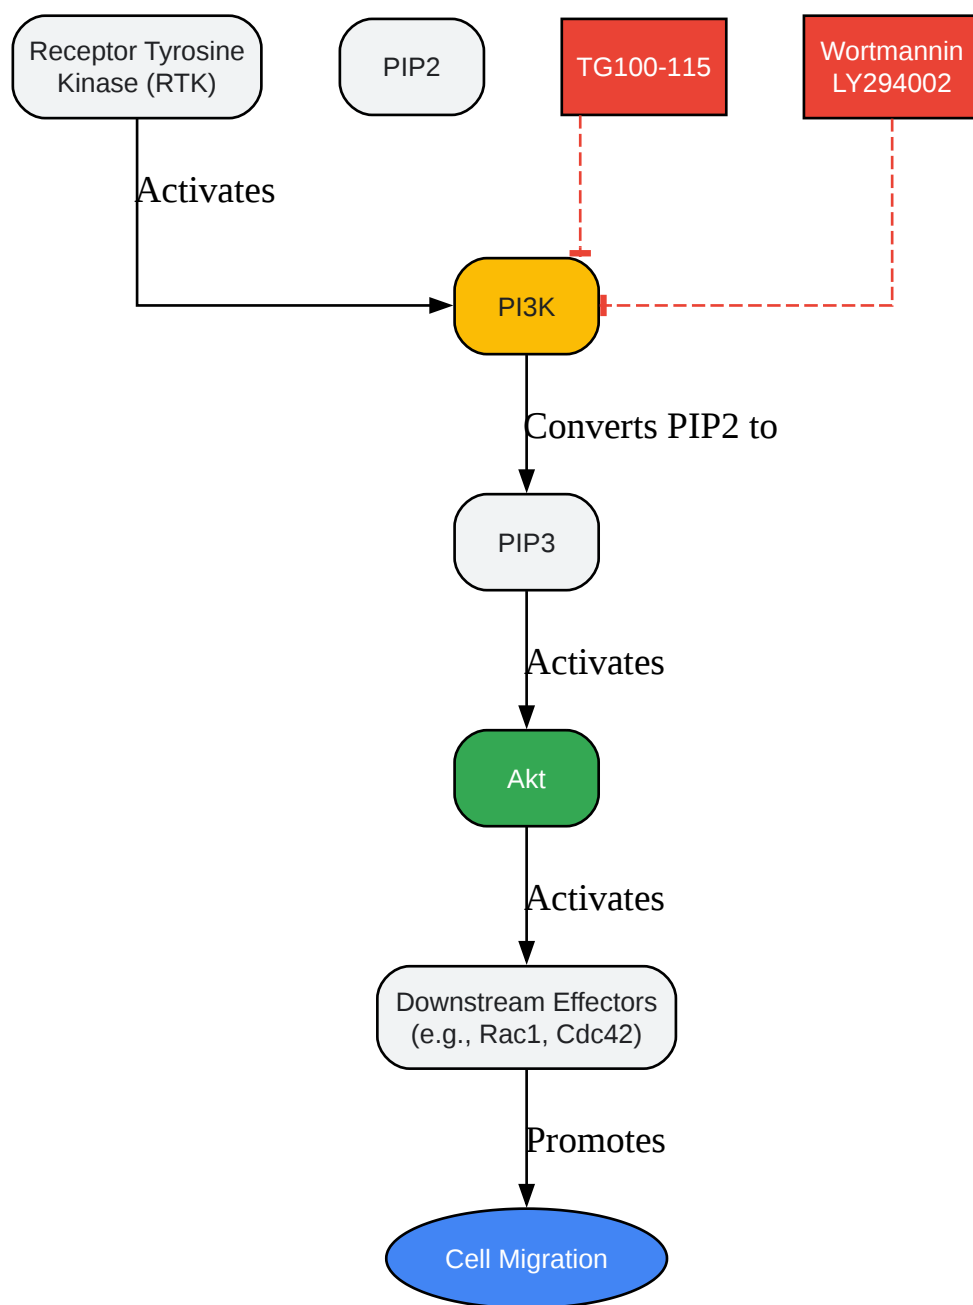 Receptor Tyrosine
Kinase (RTK)
PIP2
TG100-115
Wortmannin
LY294002
Activates
PI3K
Converts PIP2 to
PIP3
Activates
Akt
Activates
Downstream Effectors
(e.g., Rac1, Cdc42)
Promotes
Cell Migration